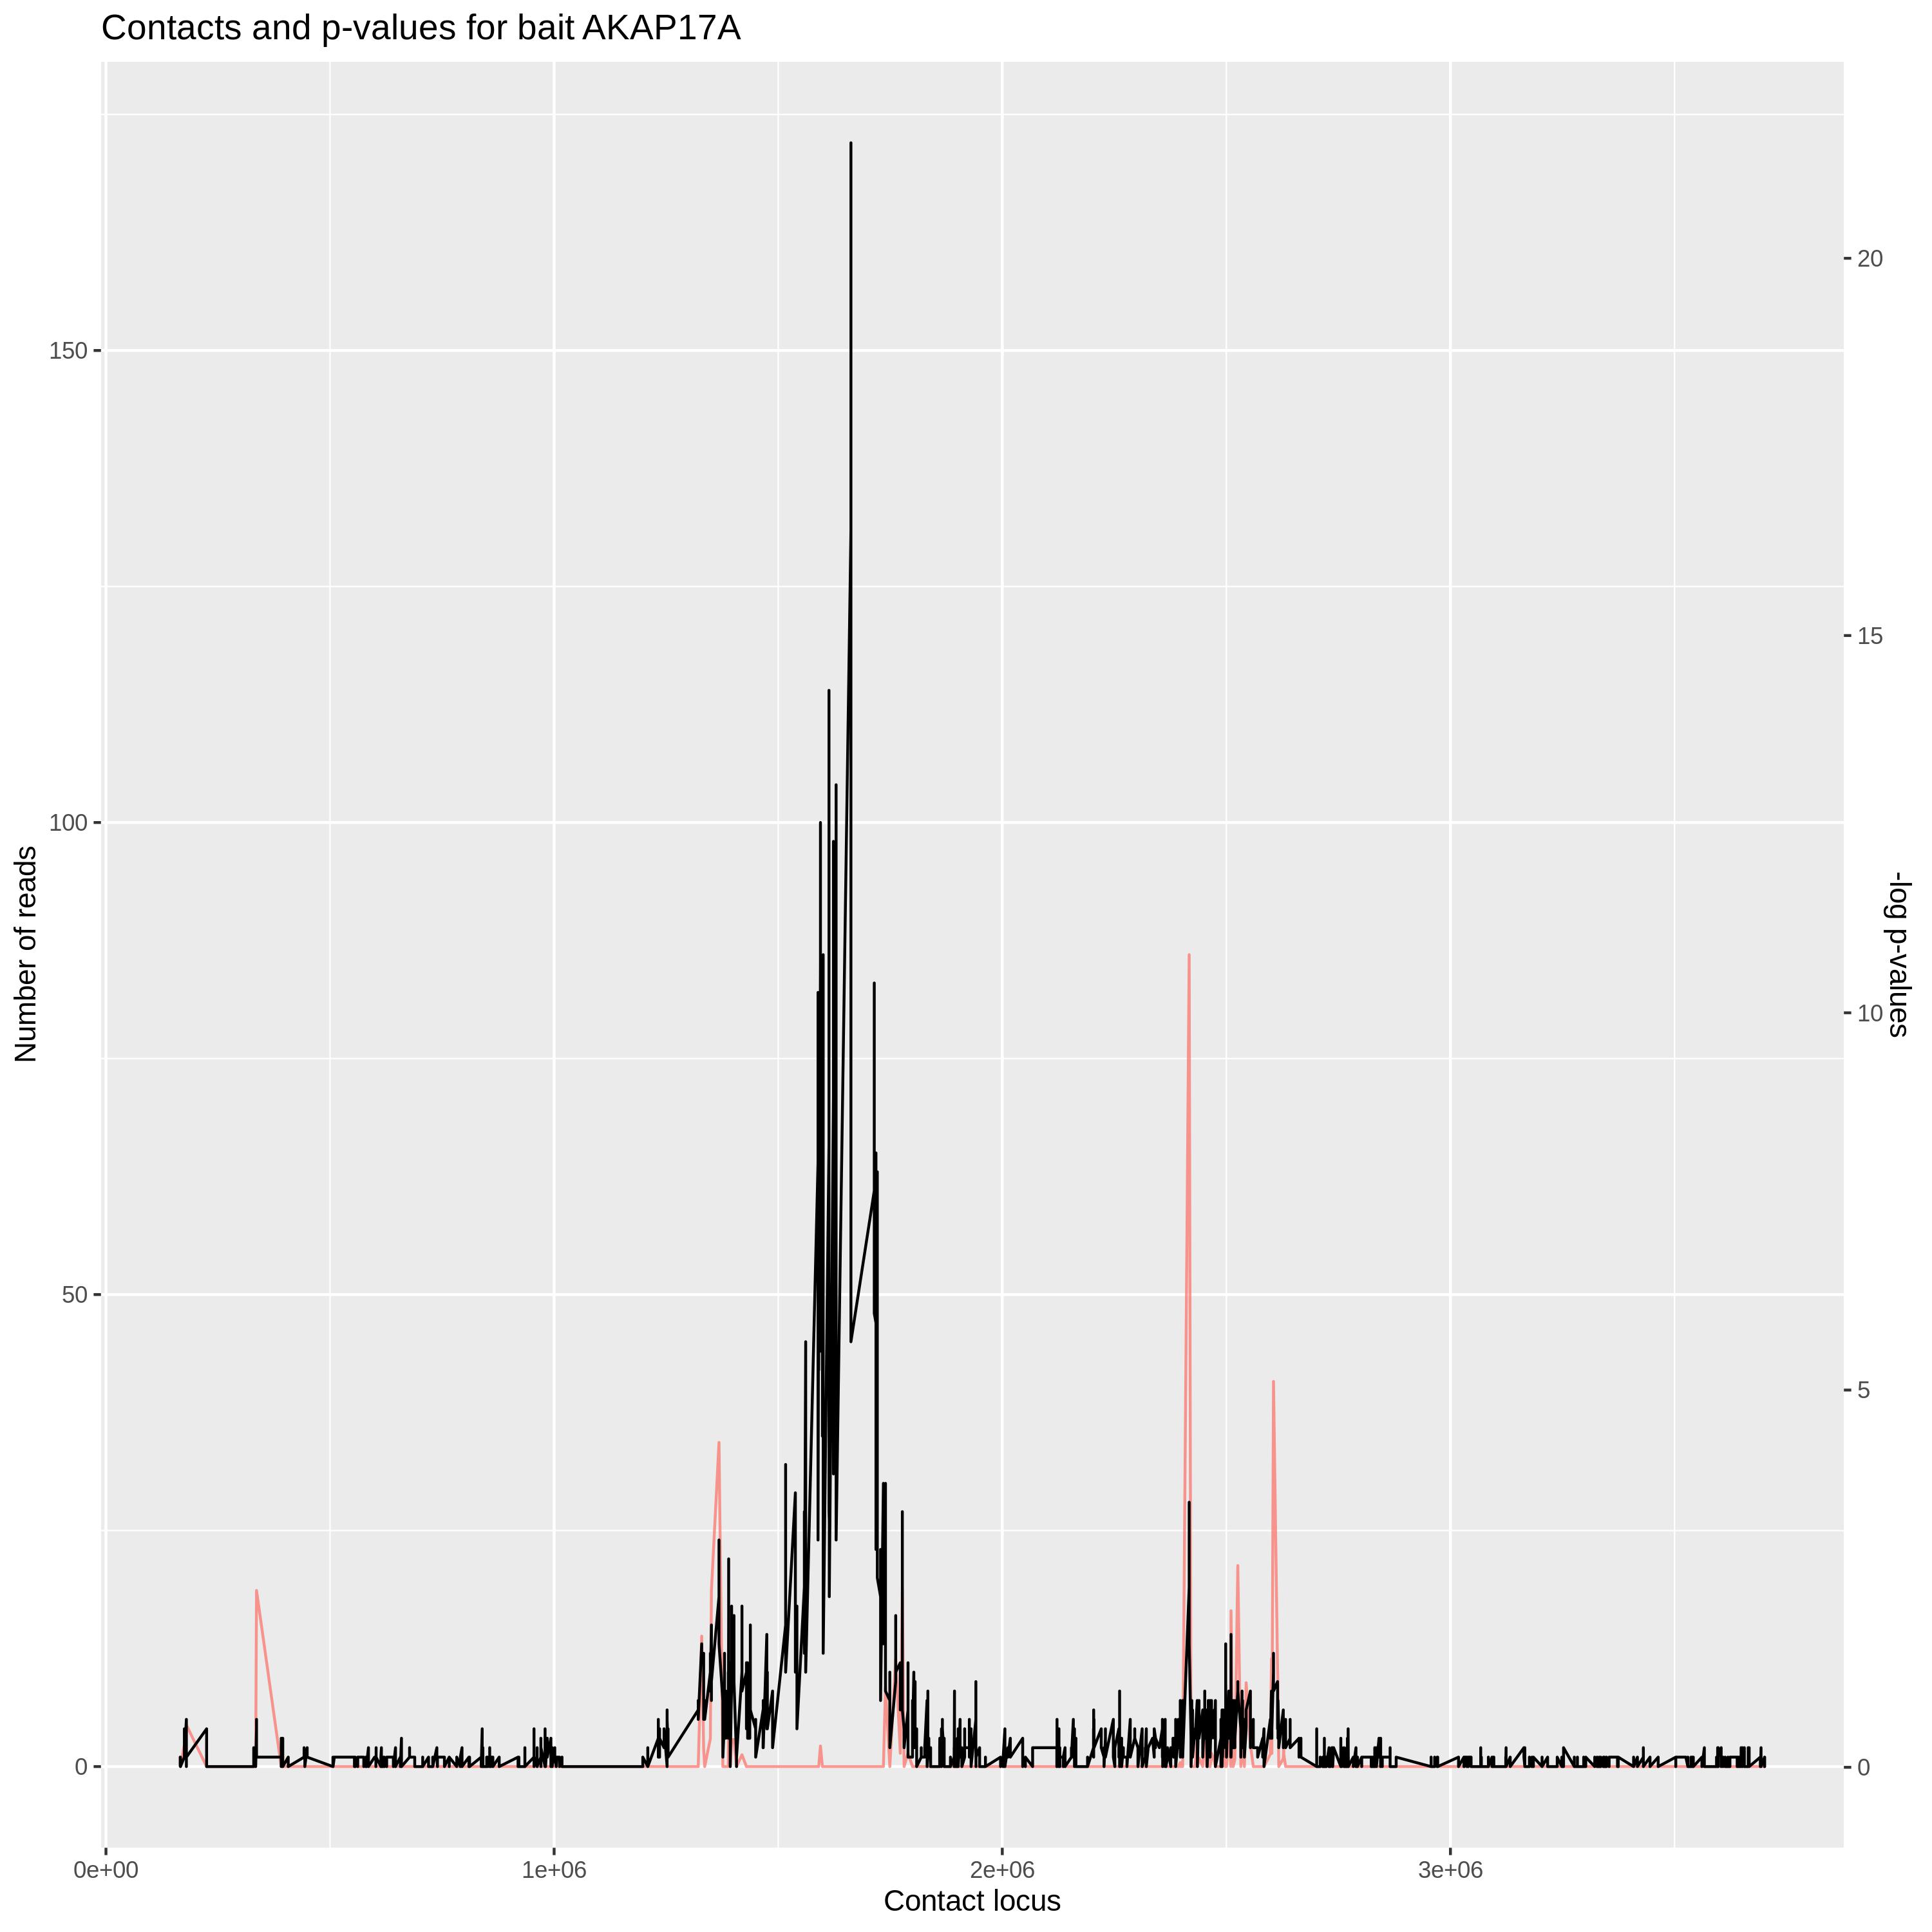 Contacts and p-values for bait AKAP17A
150
100
50
0
Number of reads
20
15
10
5
0
-log p-values
0e+00
1e+06
2e+06
3e+06
Contact locus